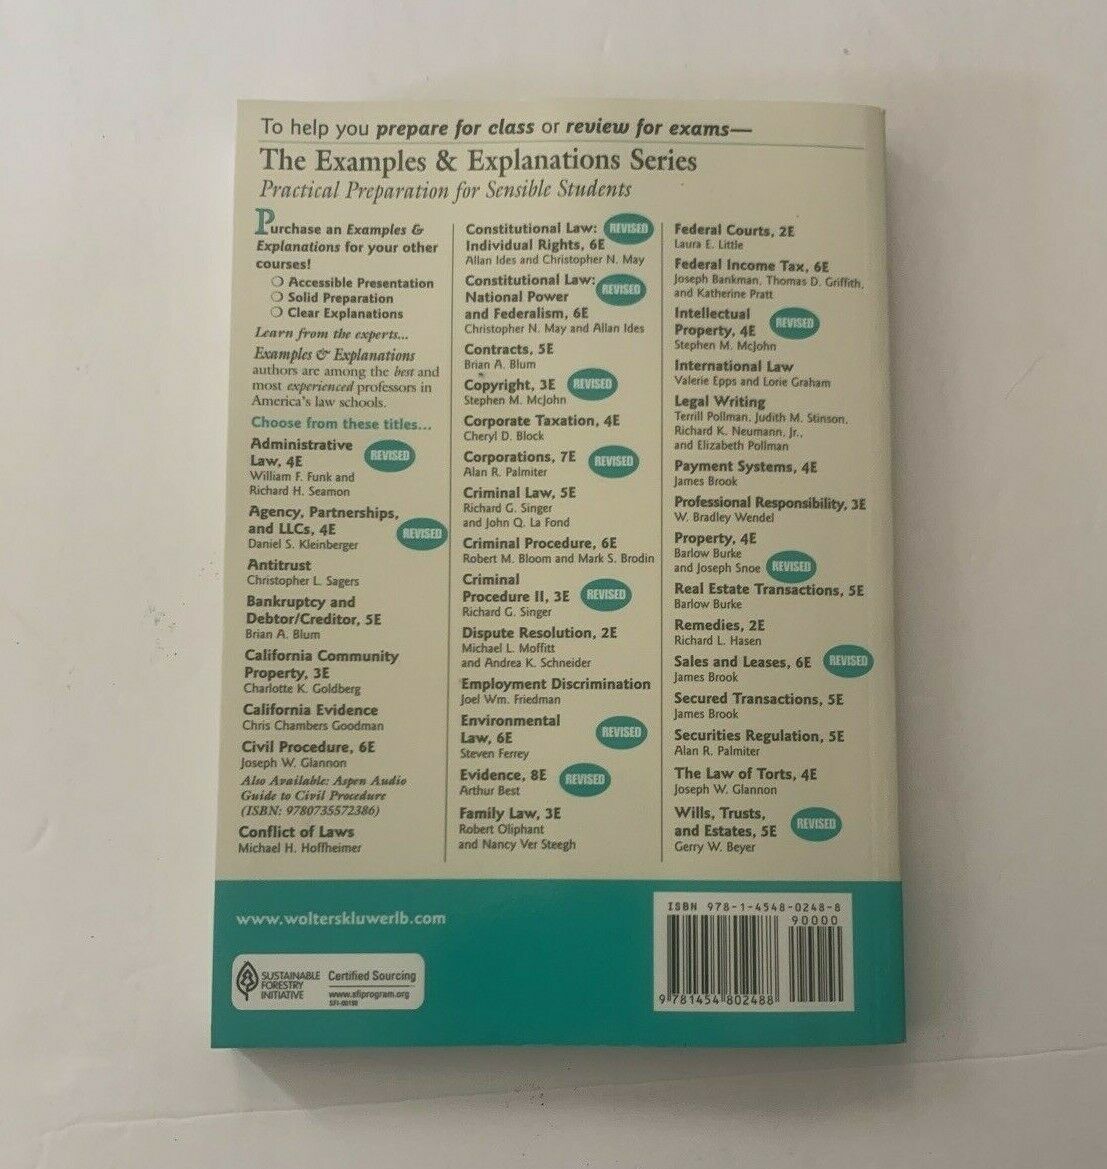 To help you prepare for class or review for exams—
The Examples & Explanations Series
Practical Preparation for Sensible Students
Purchase an Examples &
Explanations for your other
courses!
❍ Accessible Presentation
❍ Solid Preparation
❍ Clear Explanations
Learn from the experts...
Examples & Explanations
authors are among the best and
most experienced professors in
America's law schools.
Choose from these titles...
Administrative
Law, 4E
REVISED
William F. Funk and
Richard H. Seamon
Agency, Partnerships,
and LLCs, 4E
REVISED
Daniel S. Kleinberger
Antitrust
Christopher L. Sagers
Bankruptcy and
Debtor/Creditor, 5E
Brian A. Blum
California Community
Property, 3E
Charlotte K. Goldberg
California Evidence
Chris Chambers Goodman
Civil Procedure, 6E
Joseph W. Glannon
Also Available: Aspen Audio
Guide to Civil Procedure
(ISBN: 9780735572386)
Conflict of Laws
Michael H. Hoffheimer
Constitutional Law:
REVISED
Individual Rights, 6E
Allan Ides and Christopher N. May
Constitutional Law:
REVISED
National Power
and Federalism, 6E
Christopher N. May and Allan Ides
Contracts, 5E
Brian A. Blum
Copyright, 3E
REVISED
Stephen M. McJohn
Corporate Taxation, 4E
Cheryl D. Block
Corporations, 7E
REVISED
Alan R. Palmiter
Criminal Law, 5E
Richard G. Singer
and John Q. La Fond
Criminal Procedure, 6E
Robert M. Bloom and Mark S. Brodin
Criminal
Procedure II, 3E
REVISED
Richard G. Singer
Dispute Resolution, 2E
Michael L. Moffitt
and Andrea K. Schneider
Employment Discrimination
Joel Wm. Friedman
Environmental
Law, 6E
REVISED
Steven Ferrey
Evidence, 8E
REVISED
Arthur Best
Family Law, 3E
Robert Oliphant
and Nancy Ver Steegh
Federal Courts, 2E
Laura E. Little
Federal Income Tax, 6E
Joseph Bankman, Thomas D. Griffith,
and Katherine Pratt
Intellectual
Property, 4E
REVISED
Stephen M. McJohn
International Law
Valerie Epps and Lorie Graham
Legal Writing
Terrill Pollman, Judith M. Stinson,
Richard K. Neumann, Jr.,
and Elizabeth Pollman
Payment Systems, 4E
James Brook
Professional Responsibility, 3E
W. Bradley Wendel
Property, 4E
Barlow Burke
and Joseph Snoe
REVISED
Real Estate Transactions, 5E
Barlow Burke
Remedies, 2E
Richard L. Hasen
Sales and Leases, 6E
REVISED
James Brook
Secured Transactions, 5E
James Brook
Securities Regulation, 5E
Alan R. Palmiter
The Law of Torts, 4E
Joseph W. Glannon
Wills, Trusts,
and Estates, 5E
REVISED
Gerry W. Beyer
www.wolterskluwerlb.com
SUSTAINABLE
FORESTRY
INITIATIVE
Certified Sourcing
www.sfiprogram.org
SFI-00198
ISBN 978-1-4548-0248-8
90000
9 781454 802488